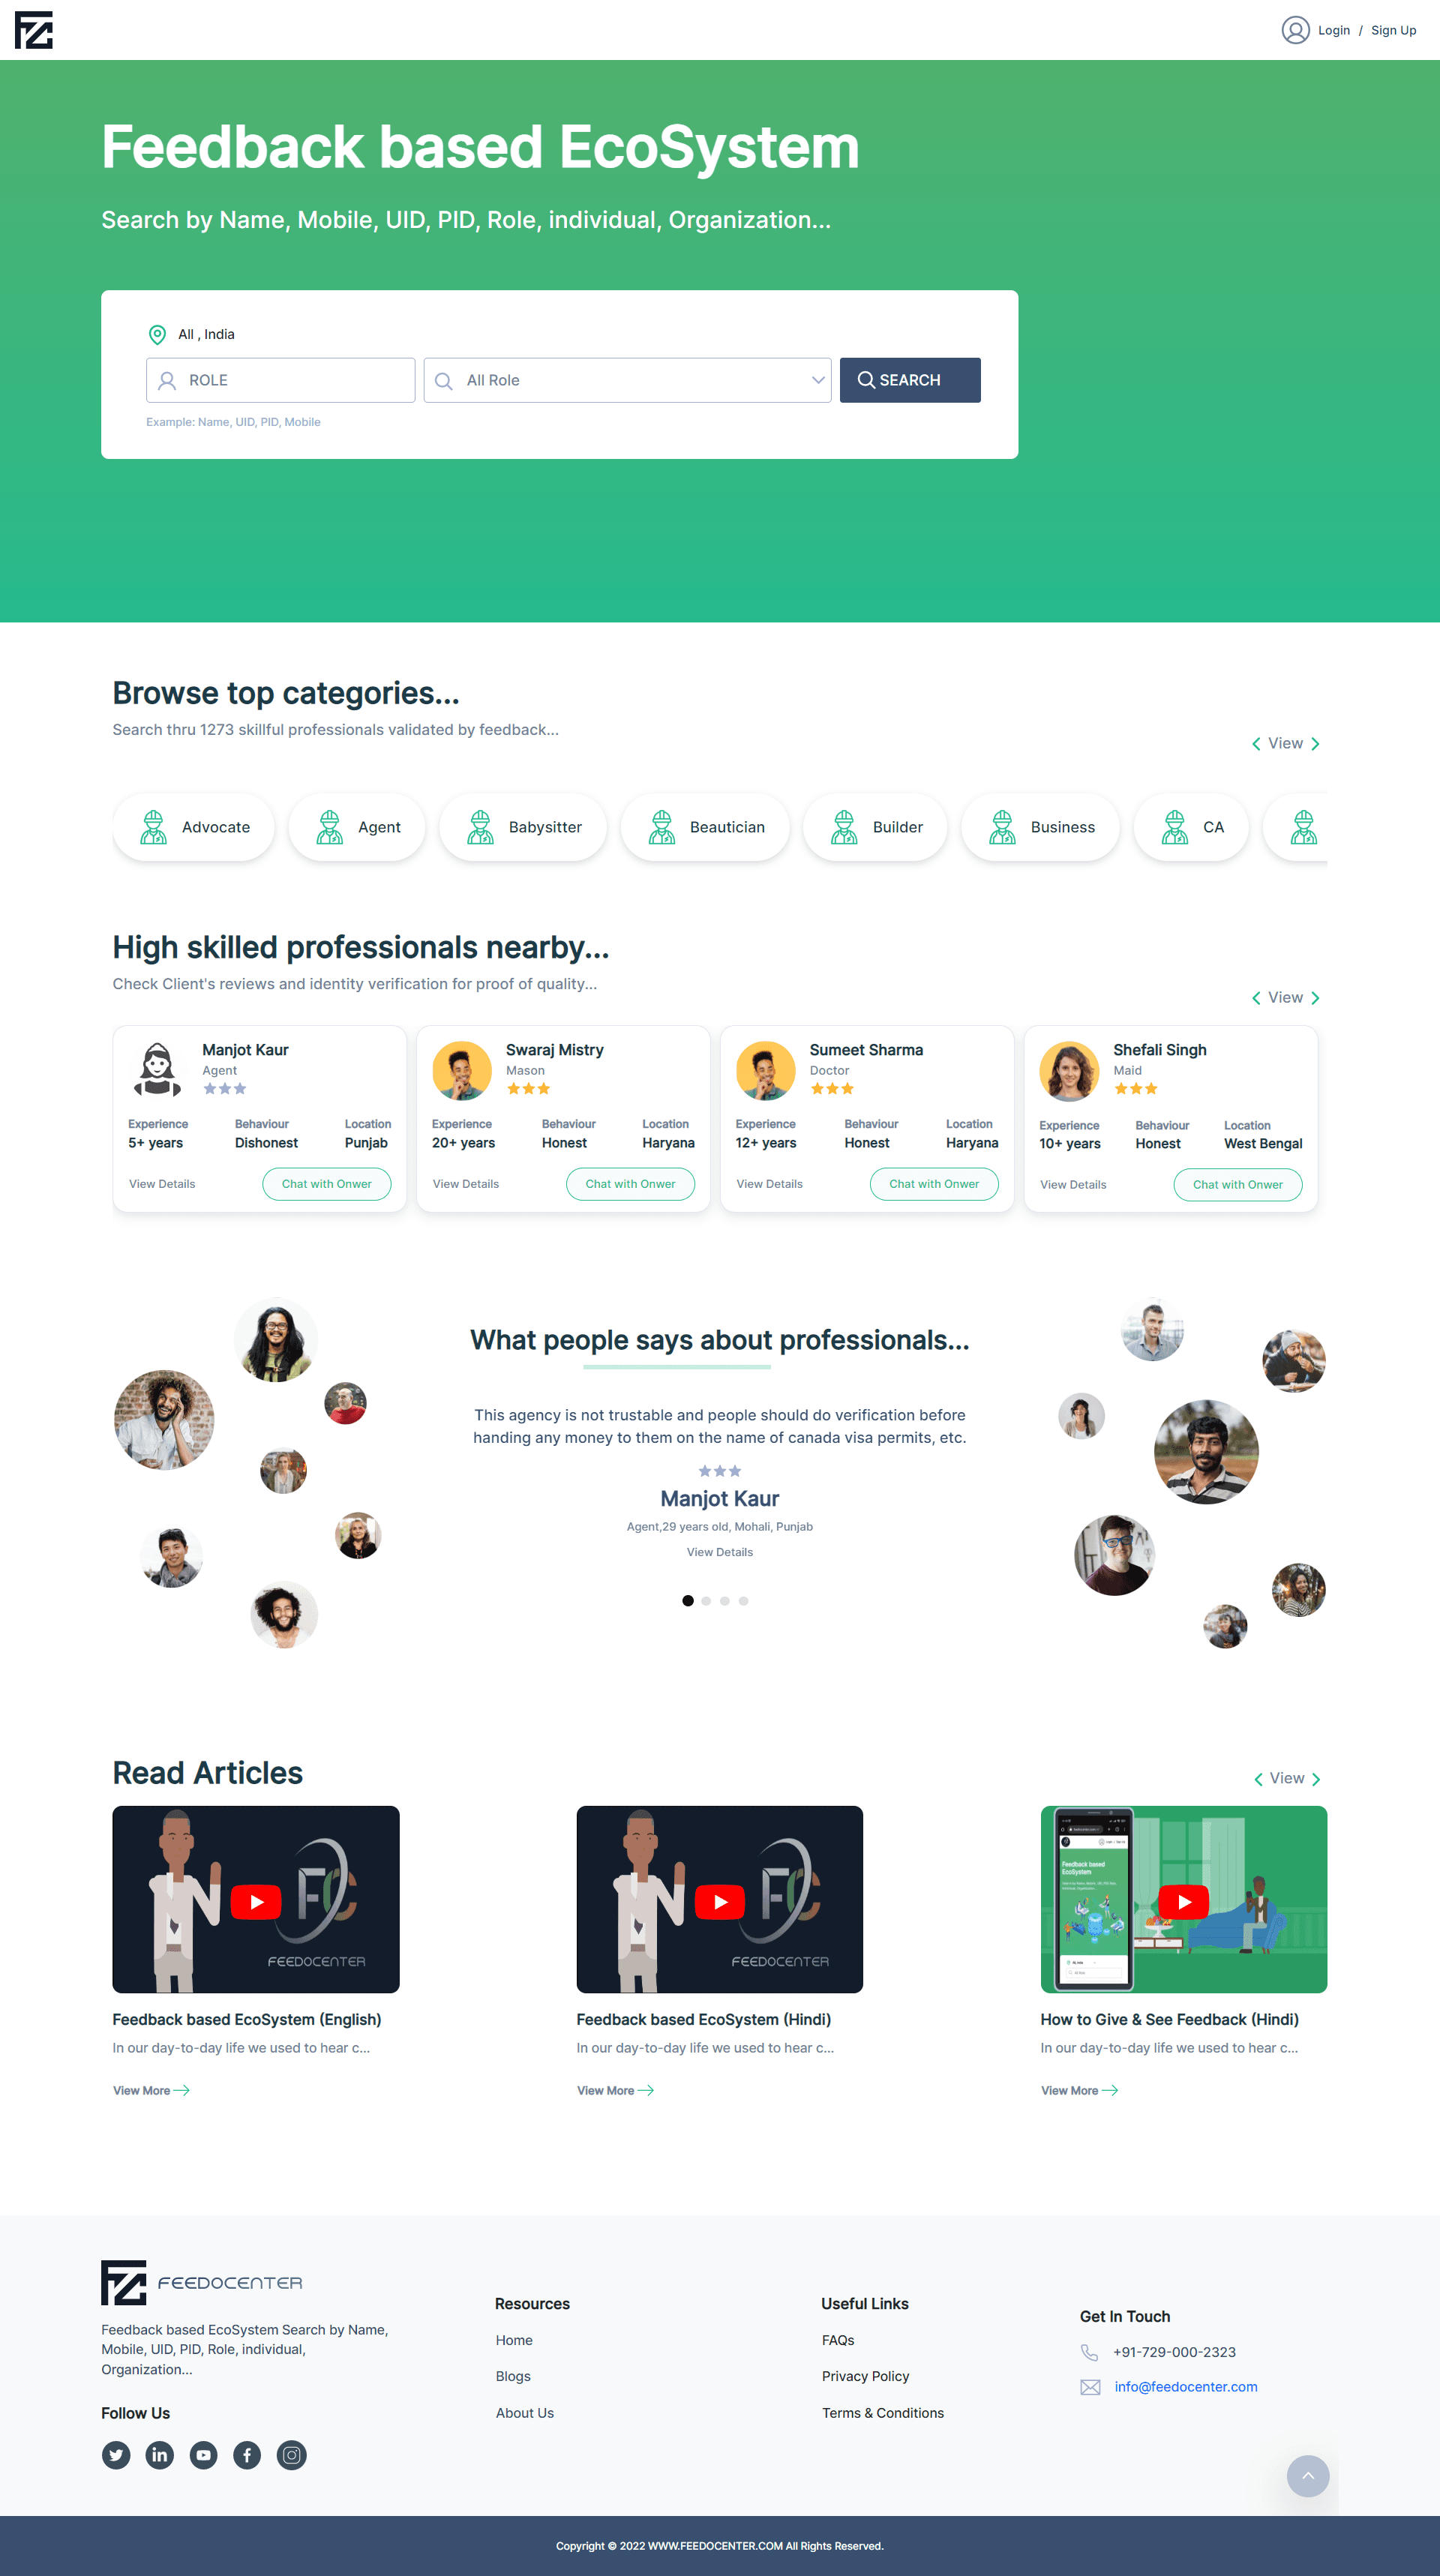 Login / Sign Up
Feedback based EcoSystem
Search by Name, Mobile, UID, PID, Role, individual, Organization...
All , India
ROLE
All Role
SEARCH
Example: Name, UID, PID, Mobile
Browse top categories...
Search thru 1273 skillful professionals validated by feedback...
View
Advocate
Agent
Babysitter
Beautician
Builder
Business
CA
High skilled professionals nearby...
Check Client's reviews and identity verification for proof of quality...
View
Manjot Kaur
Agent
Experience Behaviour Location
5+ years Dishonest Punjab
View Details
Chat with Onwer
Swaraj Mistry
Mason
Experience Behaviour Location
20+ years Honest Haryana
View Details
Chat with Onwer
Sumeet Sharma
Doctor
Experience Behaviour Location
12+ years Honest Haryana
View Details
Chat with Onwer
Shefali Singh
Maid
Experience Behaviour Location
10+ years Honest West Bengal
View Details
Chat with Onwer
What people says about professionals...
This agency is not trustable and people should do verification before
handing any money to them on the name of canada visa permits, etc.
Manjot Kaur
Agent,29 years old, Mohali, Punjab
View Details
Read Articles
View
FEEDOCENTER
Feedback based EcoSystem (English)
In our day-to-day life we used to hear c...
View More
FEEDOCENTER
Feedback based EcoSystem (Hindi)
In our day-to-day life we used to hear c...
View More
Feedback based
EcoSystem
How to Give & See Feedback (Hindi)
In our day-to-day life we used to hear c...
View More
FEEDOCENTER
Feedback based EcoSystem Search by Name,
Mobile, UID, PID, Role, individual,
Organization...
Follow Us
Resources
Home
Blogs
About Us
Useful Links
FAQs
Privacy Policy
Terms & Conditions
Get In Touch
+91-729-000-2323
info@feedocenter.com
Copyright © 2022 WWW.FEEDOCENTER.COM All Rights Reserved.